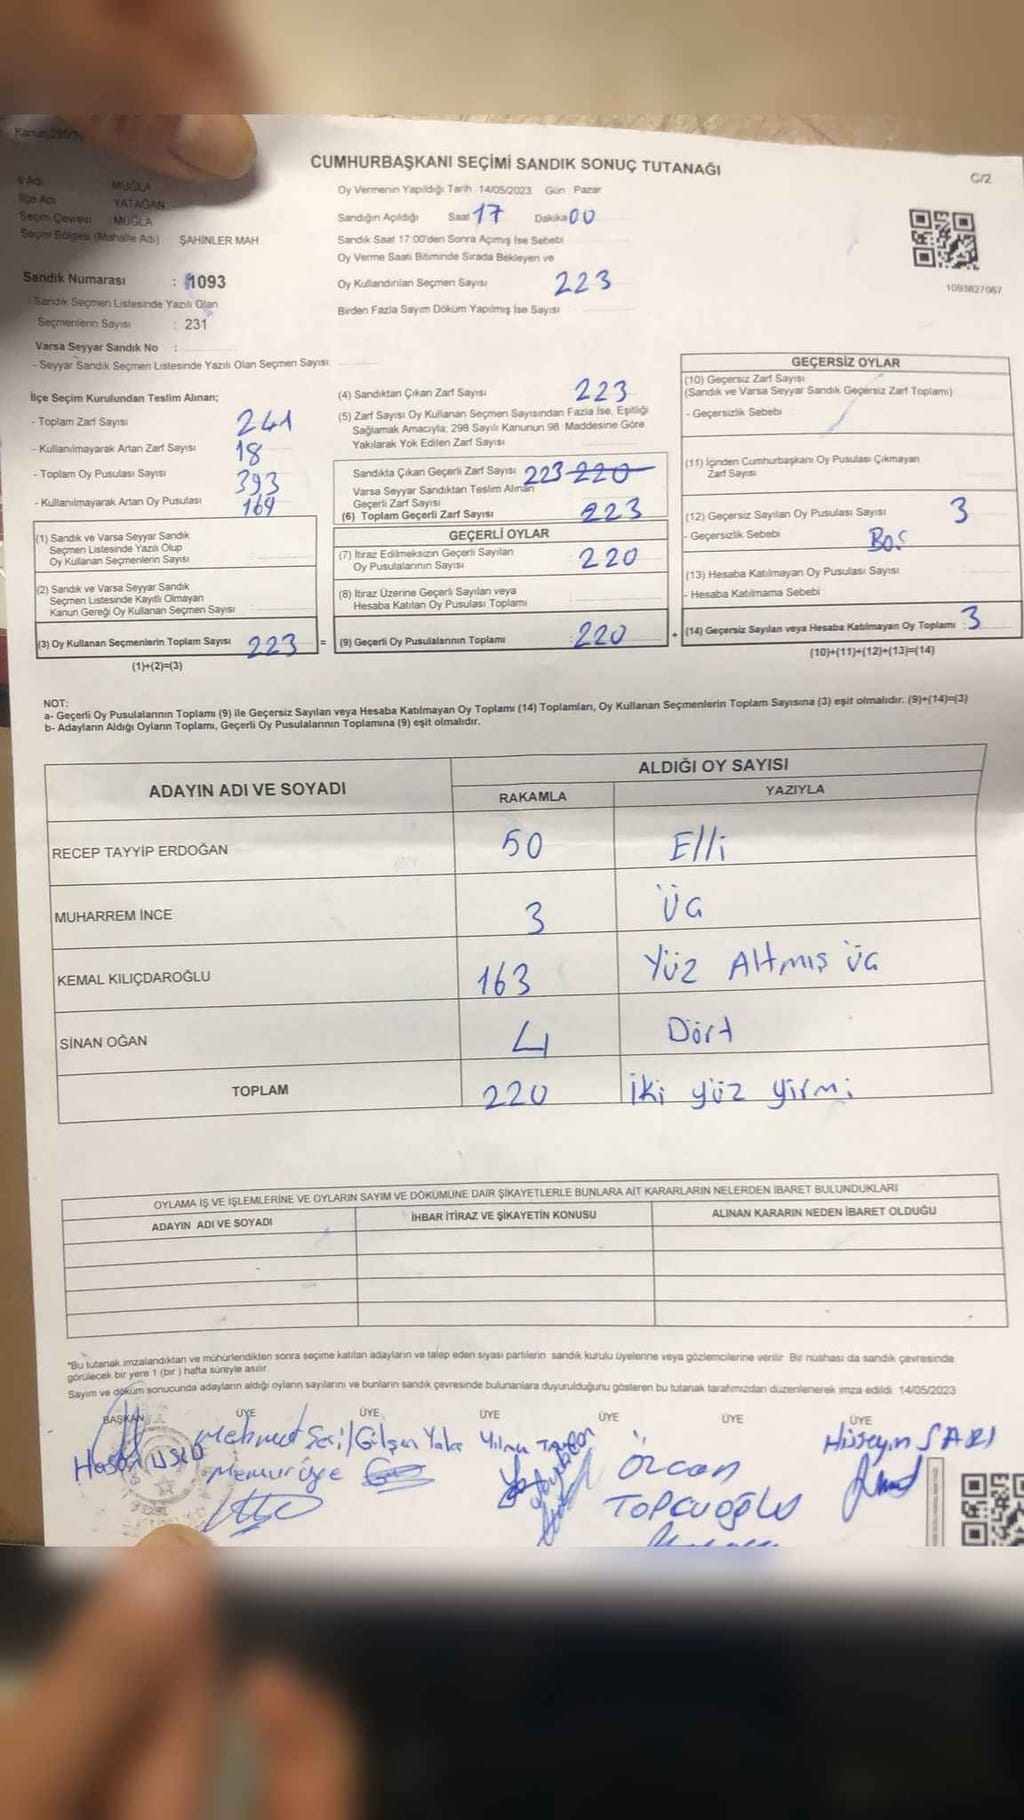 CUMHURBAŞKANI SEÇİMİ SANDIK SONUÇ TUTANAĞI
C/2
İl Adı MUĞLA
İlçe Adı YATAĞAN
Seçim Çevresi : MUĞLA
Seçim Bölgesi (Mahalle Adı) ŞAHİNLER MAH
Sandık Numarası : 1093
- Sandık Seçmen Listesinde Yazılı Olan
Seçmenlerin Sayısı : 231
Varsa Seyyar Sandık No :
- Seyyar Sandık Seçmen Listesinde Yazılı Olan Seçmen Sayısı
Oy Vermenin Yapıldığı Tarih 14/05/2023 Gün Pazar
Sandığın Açıldığı Saat 17 Dakika 00
Sandık Saat 17:00'den Sonra Açımış İse Sebebi
Oy Verme Saati Bitiminde Sırada Bekleyen ve
Oy Kullandırılan Seçmen Sayısı 223
Birden Fazla Sayım Döküm Yapılmış İse Sayısı
1093827067
İlçe Seçim Kurulundan Teslim Alınan;
- Toplam Zarf Sayısı 241
- Kullanılmayarak Artan Zarf Sayısı 18
- Toplam Oy Pusulası Sayısı 393
- Kullanılmayarak Artan Oy Pusulası 169
(1) Sandık ve Varsa Seyyar Sandık
Seçmen Listesinde Yazılı Olup
Oy Kullanan Seçmenlerin Sayısı
(2) Sandık ve Varsa Seyyar Sandık
Seçmen Listesinde Kayıtlı Olmayan
Kanun Gereği Oy Kullanan Seçmen Sayısı
(3) Oy Kullanan Seçmenlerin Toplam Sayısı 223 =
(1)+(2)=(3)
(4) Sandıktan Çıkan Zarf Sayısı 223
(5) Zarf Sayısı Oy Kullanan Seçmen Sayısından Fazla İse, Eşitliği
Sağlamak Amacıyla; 298 Sayılı Kanunun 98. Maddesine Göre
Yakılarak Yok Edilen Zarf Sayısı
Sandıkta Çıkan Geçerli Zarf Sayısı 223 220
Varsa Seyyar Sandıktan Teslim Alınan
Geçerli Zarf Sayısı
(6) Toplam Geçerli Zarf Sayısı 223
GEÇERLİ OYLAR
(7) İtiraz Edilmeksizin Geçerli Sayılan
Oy Pusulalarının Sayısı 220
(8) İtiraz Üzerine Geçerli Sayılan veya
Hesaba Katılan Oy Pusulası Toplamı
(9) Geçerli Oy Pusulalarının Toplamı 220 +
GEÇERSİZ OYLAR
(10) Geçersiz Zarf Sayısı
(Sandık ve Varsa Seyyar Sandık Geçersiz Zarf Toplamı)
- Geçersizlik Sebebi
(11) İçinden Cumhurbaşkanı Oy Pusulası Çıkmayan
Zarf Sayısı
(12) Geçersiz Sayılan Oy Pusulası Sayısı 3
- Geçersizlik Sebebi Boş
(13) Hesaba Katılmayan Oy Pusulası Sayısı
- Hesaba Katılmama Sebebi
(14) Geçersiz Sayılan veya Hesaba Katılmayan Oy Toplamı : 3
(10)+(11)+(12)+(13)=(14)
NOT:
a- Geçerli Oy Pusulalarının Toplamı (9) ile Geçersiz Sayılan veya Hesaba Katılmayan Oy Toplamı (14) Toplamları, Oy Kullanan Seçmenlerin Toplam Sayısına (3) eşit olmalıdır. (9)+(14)=(3)
b- Adayların Aldığı Oyların Toplamı, Geçerli Oy Pusulalarının Toplamına (9) eşit olmalıdır.
ADAYIN ADI VE SOYADI ALDIĞI OY SAYISI
RAKAMLA YAZIYLA
RECEP TAYYİP ERDOĞAN 50 Elli
MUHARREM İNCE 3 üç
KEMAL KILIÇDAROĞLU 163 Yüz Altmış üç
SİNAN OĞAN 4 Dört
TOPLAM 220 İki yüz yirmi
OYLAMA İŞ VE İŞLEMLERİNE VE OYLARIN SAYIM VE DÖKÜMÜNE DAİR ŞİKAYETLERLE BUNLARA AİT KARARLARIN NELERDEN İBARET BULUNDUKLARI
ADAYIN ADI VE SOYADI İHBAR İTİRAZ VE ŞİKAYETİN KONUSU ALINAN KARARIN NEDEN İBARET OLDUĞU
*Bu tutanak imzalandıktan ve mühürlendikten sonra seçime katılan adayların ve talep eden siyasi partilerin sandık kurulu üyelerine veya gözlemcilerine verilir. Bir nüshası da sandık çevresinde
görülecek bir yere 1 (bir ) hafta süreyle asılır.
Sayım ve döküm sonucunda adayların aldığı oyların sayılarını ve bunların sandık çevresinde bulunanlara duyurulduğunu gösteren bu tutanak tarafımızdan düzenlenerek imza edildi. 14/05/2023
BAŞKAN ÜYE ÜYE ÜYE ÜYE ÜYE ÜYE
Mehmet
Memur üye
Özcan
TOPCUOĞLU
Hüseyin SARI